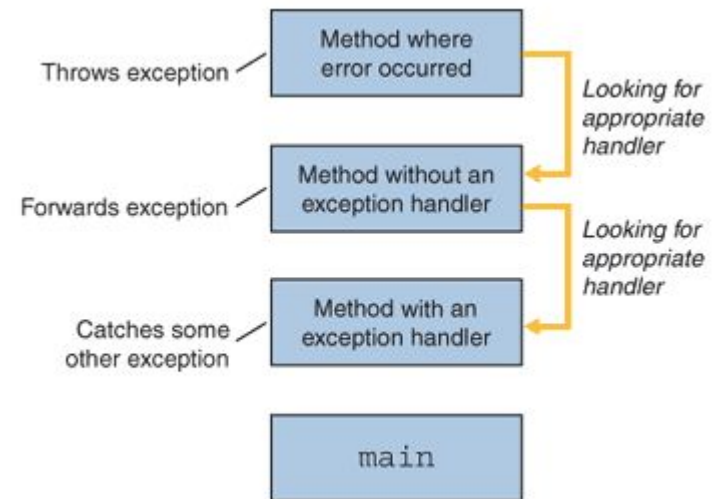 Method where
error occurred
Throws exception
Looking for
appropriate
handler
Method without an
exception handler
Forwards exception
Looking for
appropriate
handler
Method with an
exception handler
Catches some
other exception
main